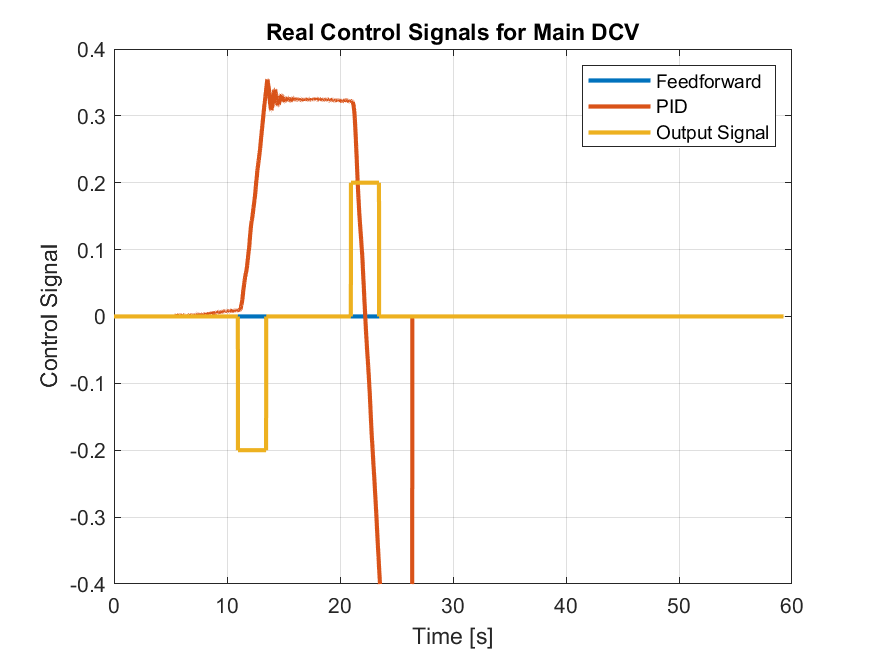 Real Control Signals for Main DCV
Feedforward
PID
Output Signal
Control Signal
0.4
0.3
0.2
0.1
0
-0.1
-0.2
-0.3
-0.4
0 10 20 30 40 50 60
Time [s]